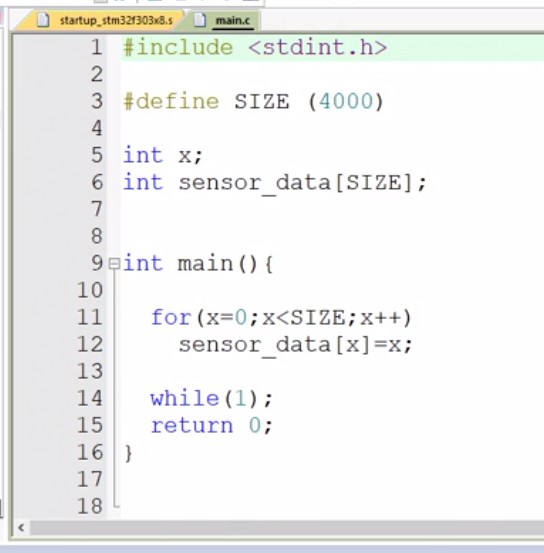 startup_stm32f303x8.s main.c
1 #include <stdint.h>
2
3 #define SIZE (4000)
4
5 int x;
6 int sensor_data[SIZE];
7
8
9 int main(){
10
11 for(x=0;x<SIZE;x++)
12 sensor_data[x]=x;
13
14 while(1);
15 return 0;
16 }
17
18